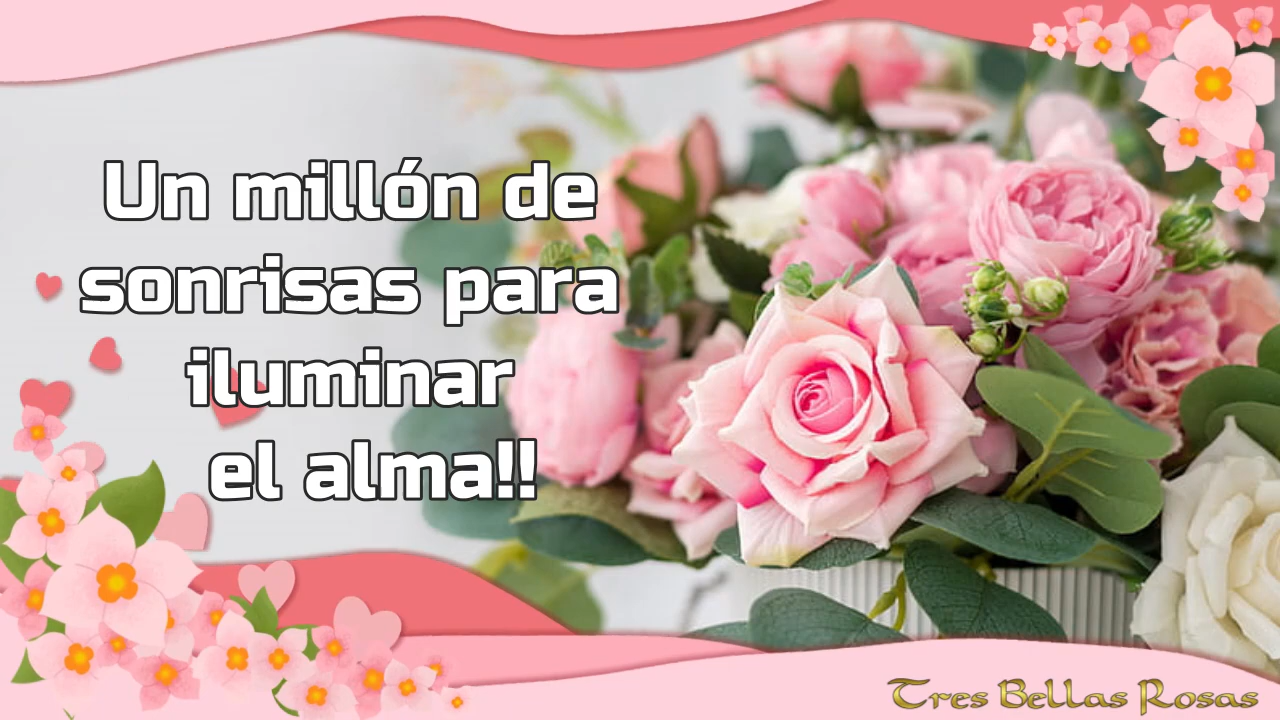 Un millón de
sonrisas para
iluminar
el alma!!
Tres Bellas Rosas